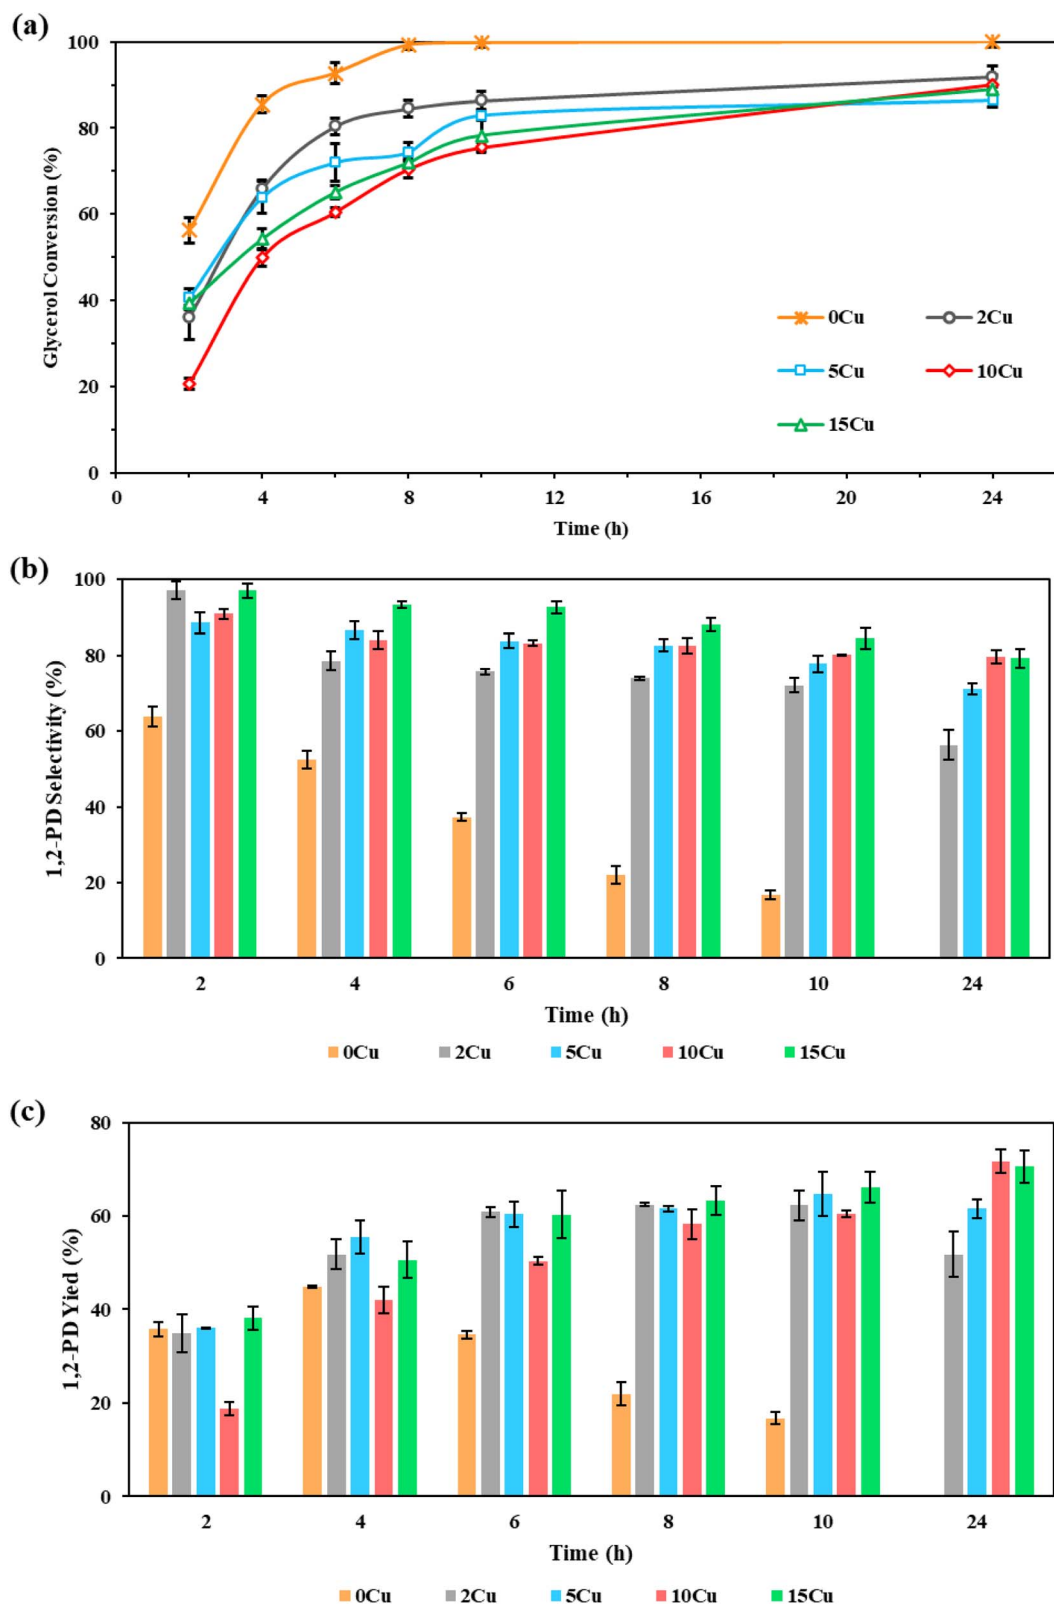 (a)
100
80
60
40
20
0
Glycerol Conversion (%)
0Cu 2Cu
5Cu 10Cu
15Cu
0 4 8 12 16 20 24
Time (h)
(b)
100
80
60
40
20
0
1,2-PD Selectivity (%)
2 4 6 8 10 24
Time (h)
0Cu 2Cu 5Cu 10Cu 15Cu
(c)
80
60
40
20
0
1,2-PD Yied (%)
2 4 6 8 10 24
Time (h)
0Cu 2Cu 5Cu 10Cu 15Cu